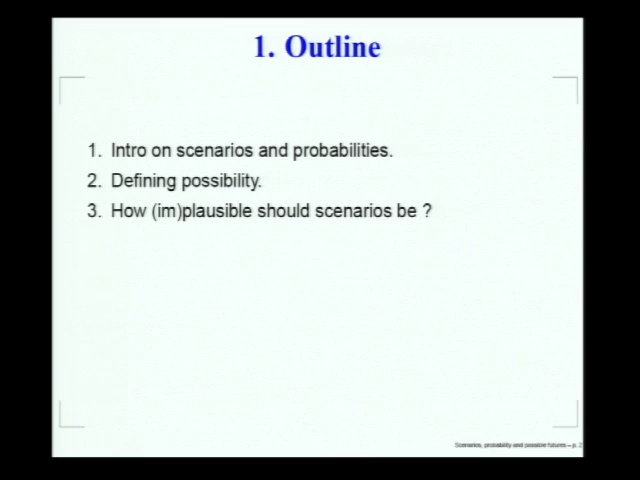 1. Outline
1. Intro on scenarios and probabilities.
2. Defining possibility.
3. How (im)plausible should scenarios be ?
Scenarios, probability and possible futures – p. 2